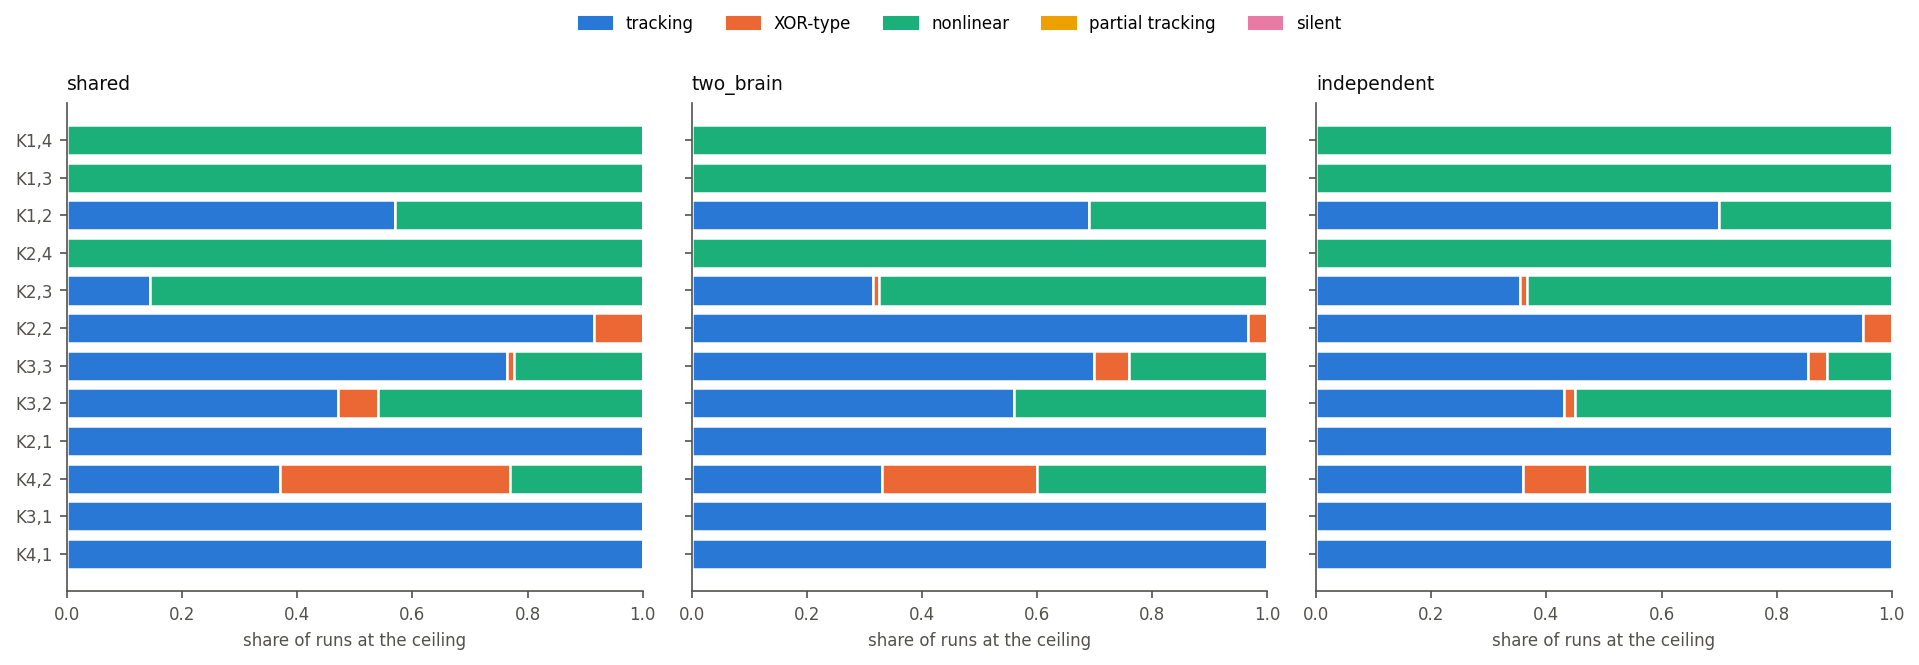 tracking XOR-type nonlinear partial tracking silent
shared two_brain independent
K1,4
K1,3
K1,2
K2,4
K2,3
K2,2
K3,3
K3,2
K2,1
K4,2
K3,1
K4,1
0.0 0.2 0.4 0.6 0.8 1.0 0.0 0.2 0.4 0.6 0.8 1.0 0.0 0.2 0.4 0.6 0.8 1.0
share of runs at the ceiling share of runs at the ceiling share of runs at the ceiling